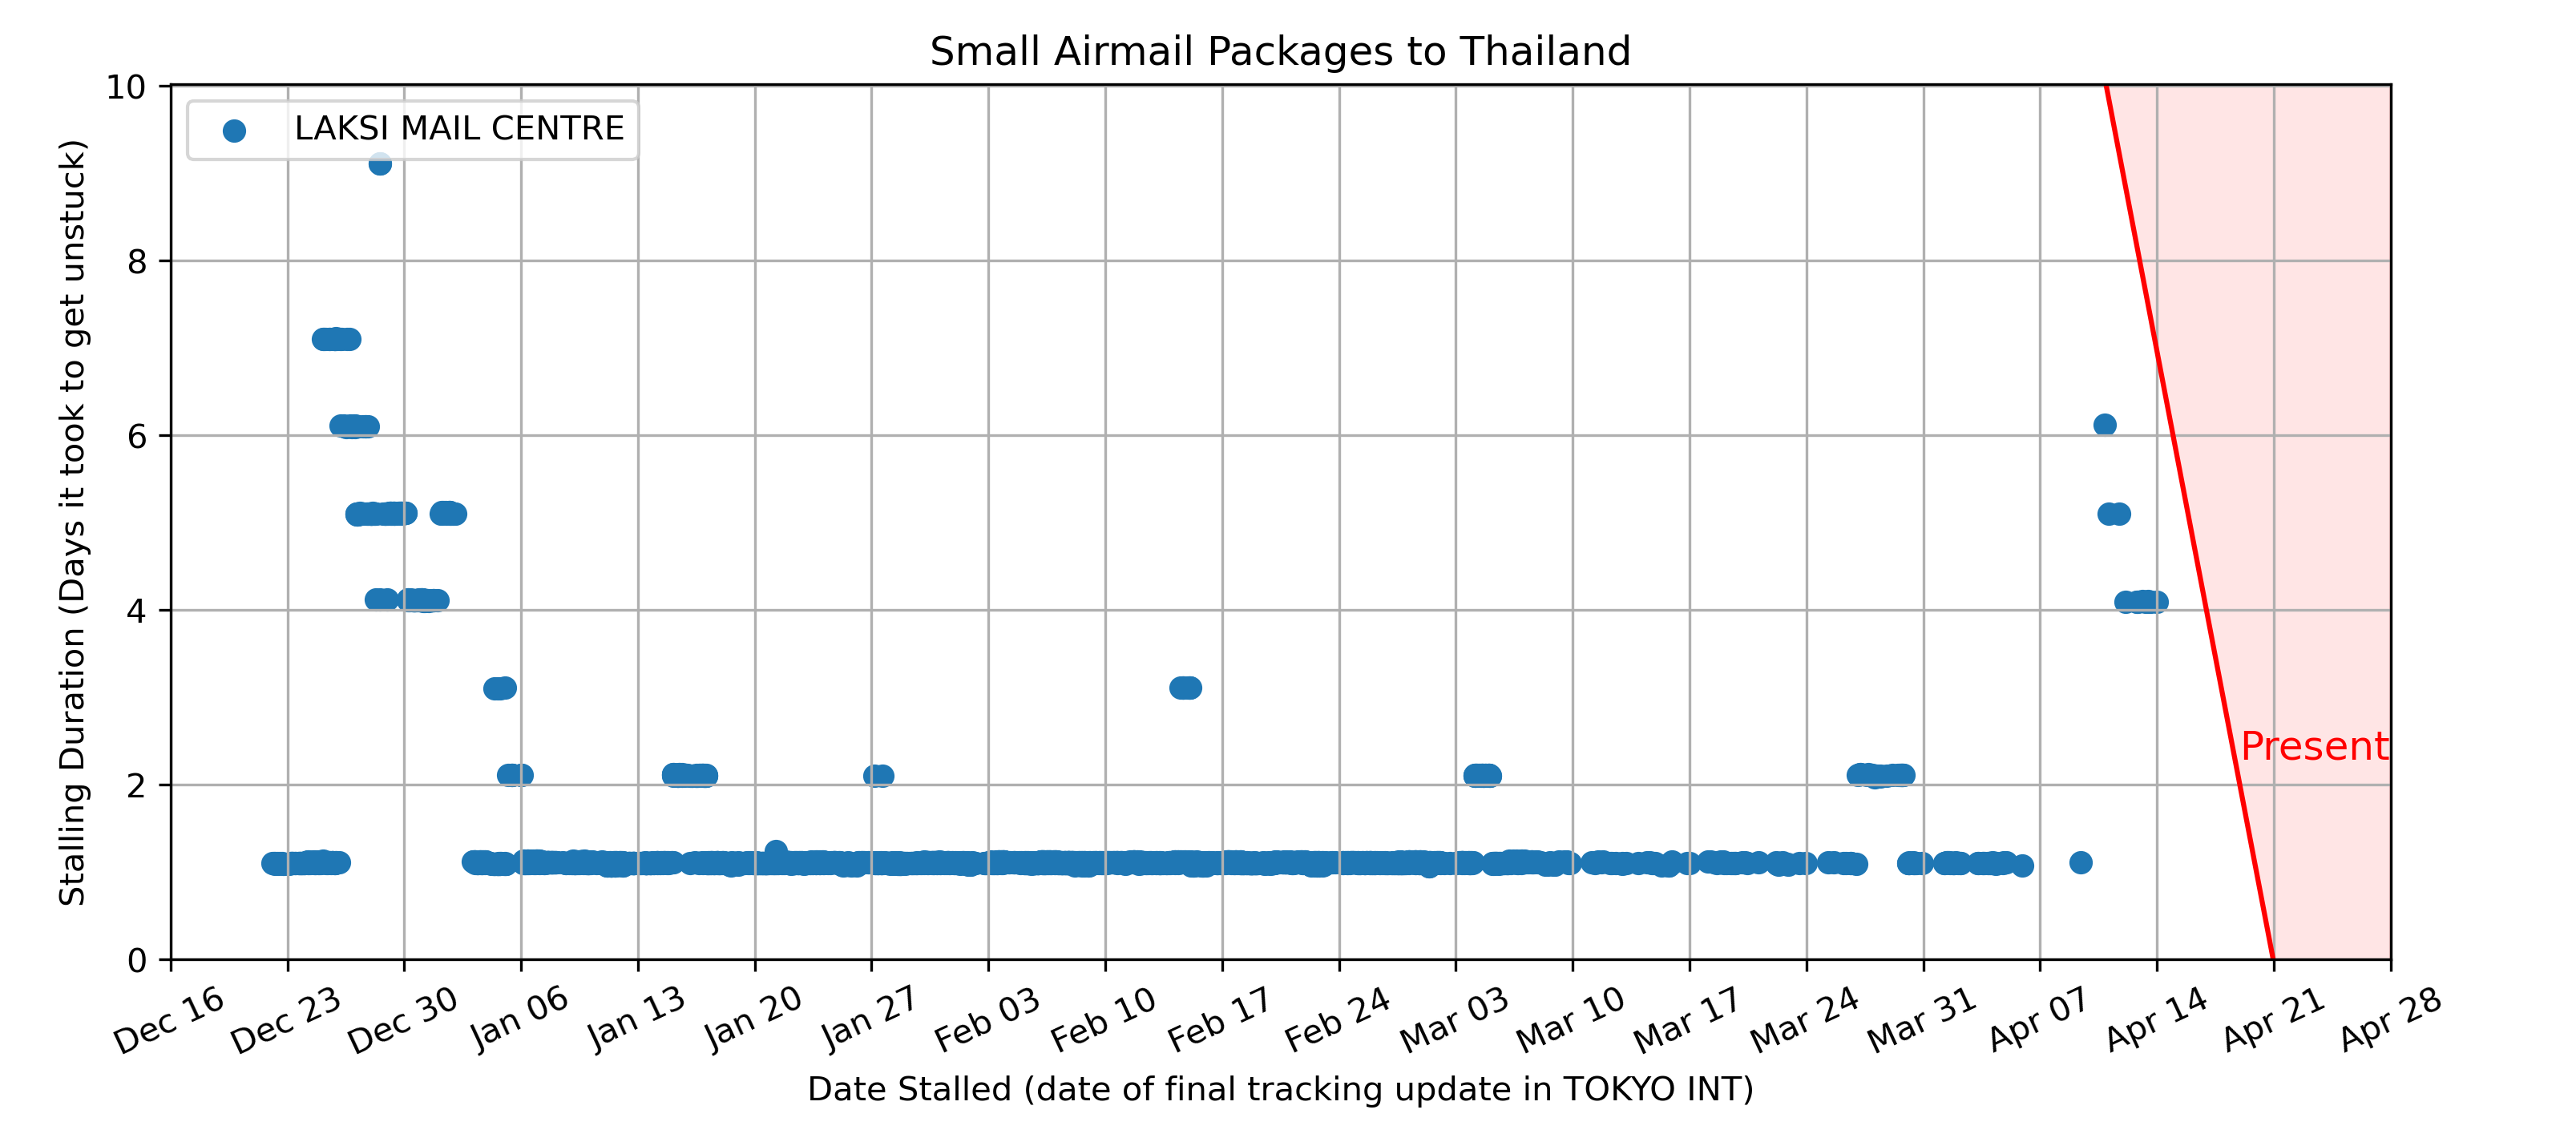 Small Airmail Packages to Thailand
LAKSI MAIL CENTRE
Stalling Duration (Days it took to get unstuck)
10
8
6
4
2
0
Present
Dec 16
Dec 23
Dec 30
Jan 06
Jan 13
Jan 20
Jan 27
Feb 03
Feb 10
Feb 17
Feb 24
Mar 03
Mar 10
Mar 17
Mar 24
Mar 31
Apr 07
Apr 14
Apr 21
Apr 28
Date Stalled (date of final tracking update in TOKYO INT)